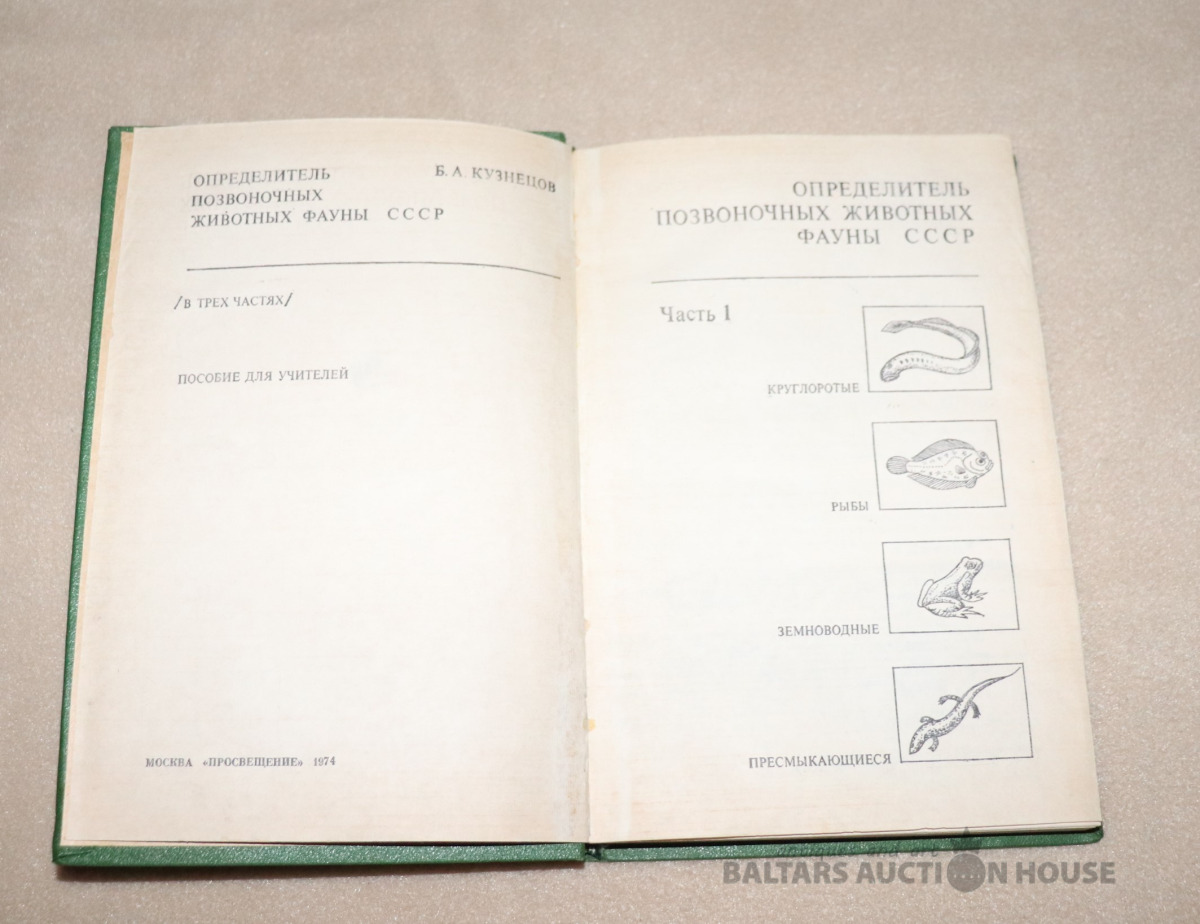 ОПРЕДЕЛИТЕЛЬ
ПОЗВОНОЧНЫХ
ЖИВОТНЫХ ФАУНЫ СССР
Б. А. КУЗНЕЦОВ
/В ТРЕХ ЧАСТЯХ/
ПОСОБИЕ ДЛЯ УЧИТЕЛЕЙ
МОСКВА «ПРОСВЕЩЕНИЕ» 1974
ОПРЕДЕЛИТЕЛЬ
ПОЗВОНОЧНЫХ ЖИВОТНЫХ
ФАУНЫ СССР
Часть 1
КРУГЛОРОТЫЕ
РЫБЫ
ЗЕМНОВОДНЫЕ
ПРЕСМЫКАЮЩИЕСЯ
BALTARS AUCTION HOUSE